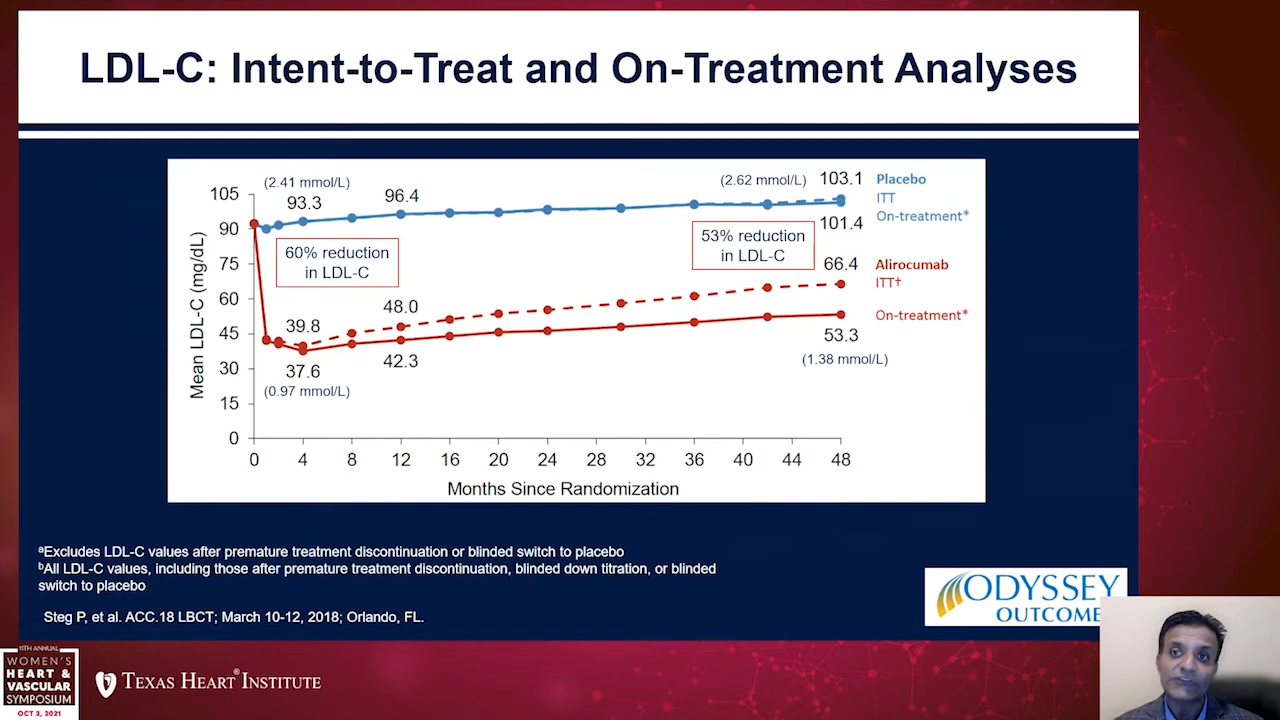 LDL-C: Intent-to-Treat and On-Treatment Analyses
Mean LDL-C (mg/dL)
105
90
75
60
45
30
15
0
(2.41 mmol/L)
93.3
96.4
(2.62 mmol/L)
103.1
101.4
Placebo
ITT
On-treatment*
60% reduction
in LDL-C
53% reduction
in LDL-C
66.4
Alirocumab
ITT†
On-treatment*
39.8
48.0
37.6
(0.97 mmol/L)
42.3
53.3
(1.38 mmol/L)
0 4 8 12 16 20 24 28 32 36 40 44 48
Months Since Randomization
ᵃExcludes LDL-C values after premature treatment discontinuation or blinded switch to placebo
ᵇAll LDL-C values, including those after premature treatment discontinuation, blinded down titration, or blinded
switch to placebo
Steg P, et al. ACC.18 LBCT; March 10-12, 2018; Orlando, FL.
ODYSSEY
OUTCOME
11TH ANNUAL
WOMEN'S
HEART &
VASCULAR
SYMPOSIUM
OCT 2, 2021
TEXAS HEART® INSTITUTE